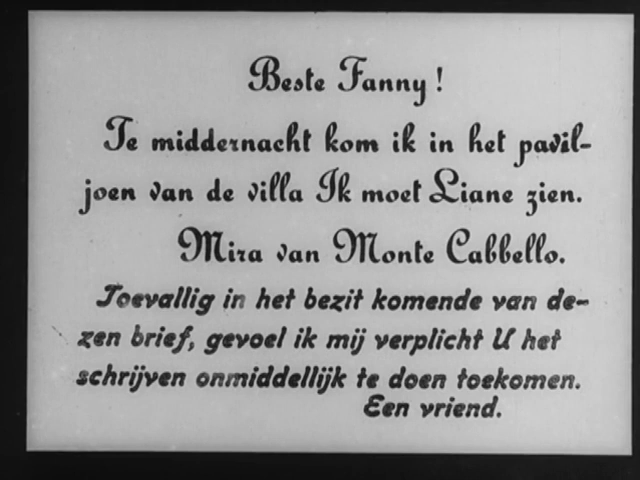 Beste Fanny!
Te middernacht kom ik in het pavil-
joen van de villa Ik moet Liane zien.
Mira van Monte Cabbello.
Toevallig in het bezit komende van de-
zen brief, gevoel ik mij verplicht U het
schrijven onmiddellijk te doen toekomen.
Een vriend.